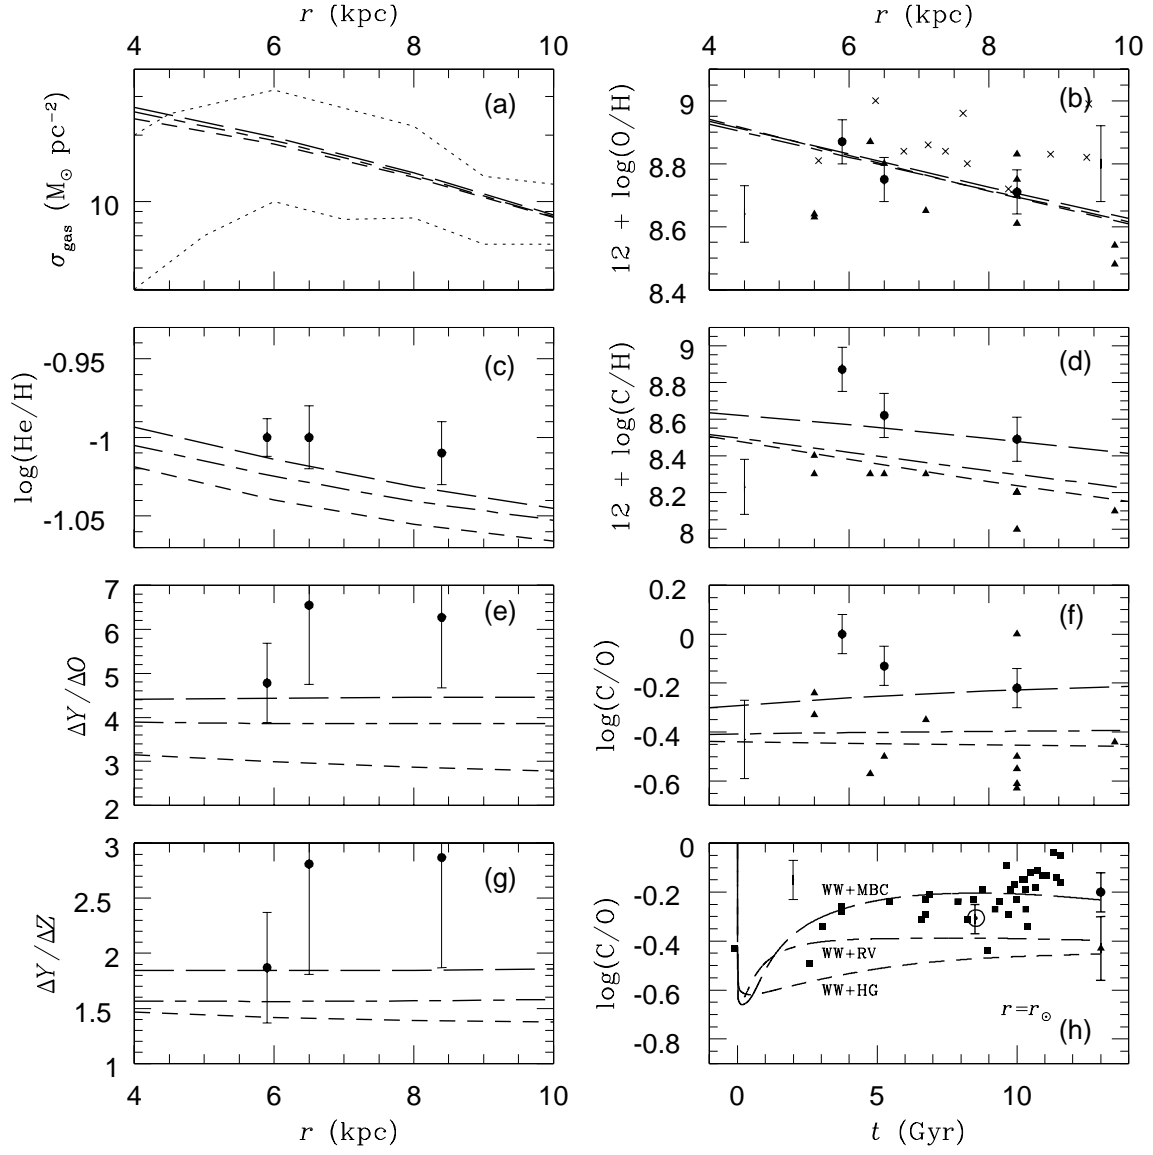 r (kpc)
r (kpc)
4 6 8 10
4 6 8 10
(a)
σgas (M⊙ pc−2)
10
(b)
12 + log(O/H)
9
8.8
8.6
8.4
(c)
log(He/H)
-0.95
-1
-1.05
(d)
12 + log(C/H)
9
8.8
8.6
8.4
8.2
8
(e)
ΔY/ΔO
7
6
5
4
3
2
(f)
log(C/O)
0.2
0
-0.2
-0.4
-0.6
(g)
ΔY/ΔZ
3
2.5
2
1.5
1
4 6 8 10
r (kpc)
log(C/O)
0
-0.2
-0.4
-0.6
-0.8
WW+MBC
WW+RV
WW+HG
r=r⊙
(h)
0 5 10
t (Gyr)